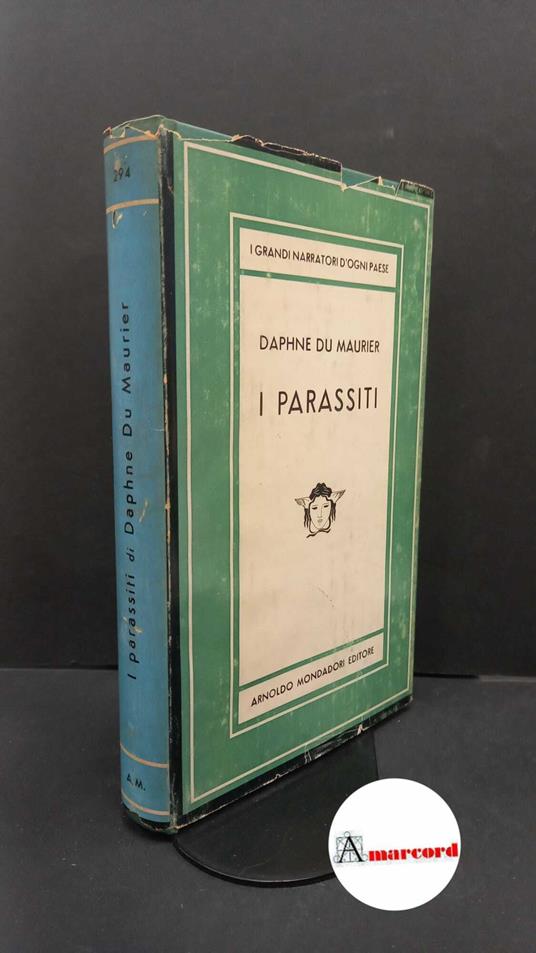 294
I parassiti di Daphne Du Maurier
A.M.
I GRANDI NARRATORI D'OGNI PAESE
DAPHNE DU MAURIER
I PARASSITI
ARNOLDO MONDADORI EDITORE
Amarcord